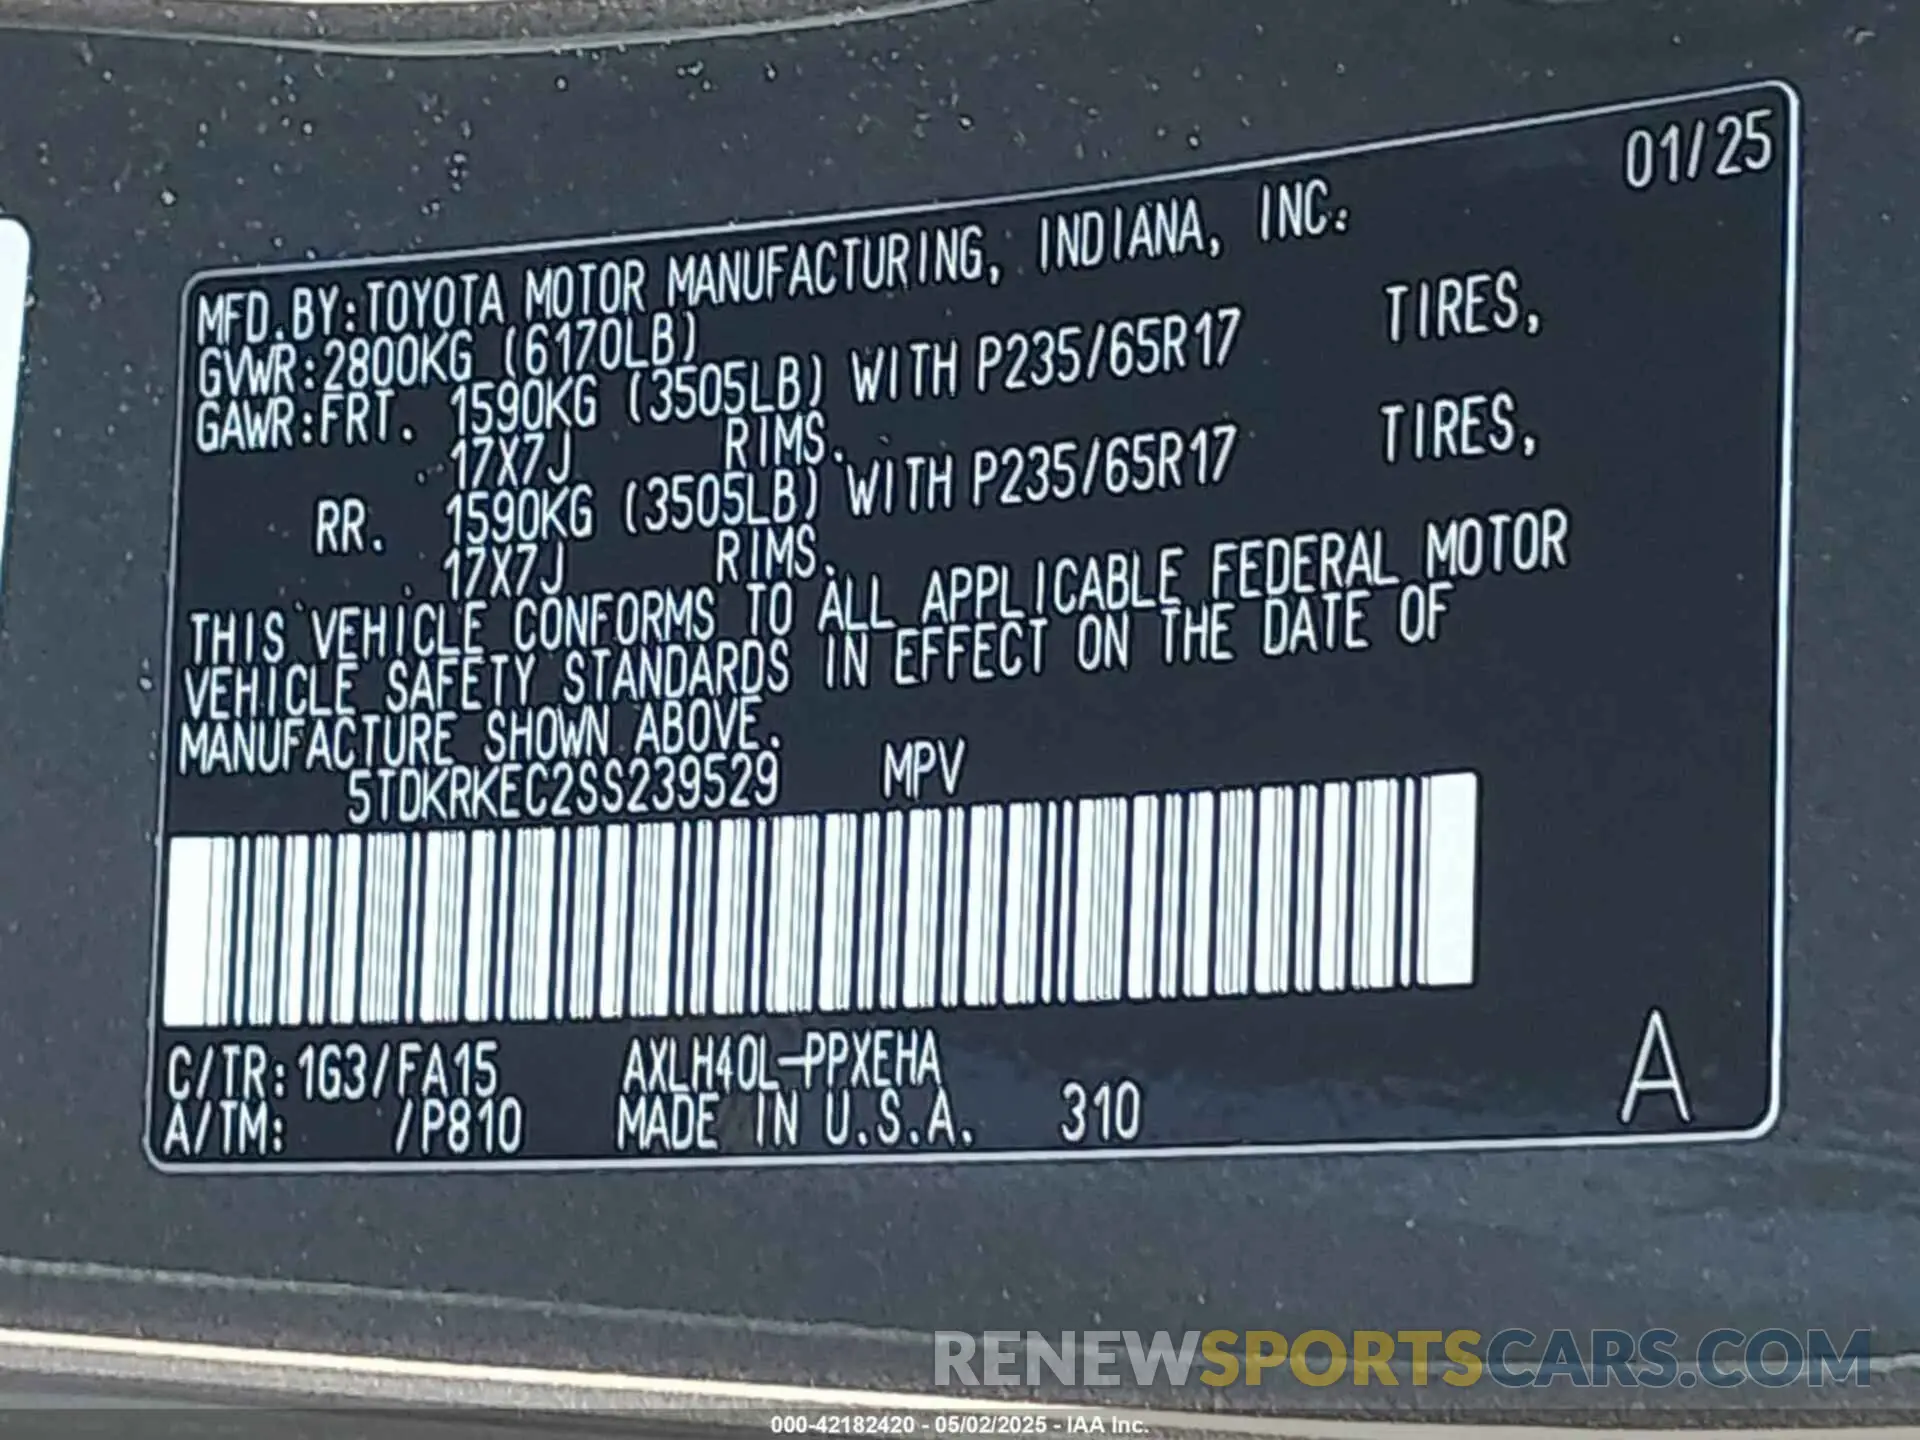 01/25
MFD.BY:TOYOTA MOTOR MANUFACTURING, INDIANA, INC.
GVWR:2800KG (6170LB)
GAWR:FRT. 1590KG (3505LB) WITH P235/65R17 TIRES,
17X7J RIMS.
RR. 1590KG (3505LB) WITH P235/65R17 TIRES,
17X7J RIMS.
THIS VEHICLE CONFORMS TO ALL APPLICABLE FEDERAL MOTOR
VEHICLE SAFETY STANDARDS IN EFFECT ON THE DATE OF
MANUFACTURE SHOWN ABOVE.
5TDKRKEC2SS239529 MPV
C/TR:1G3/FA15 AXLH40L-PPXEHA
A/TM: /P810 MADE IN U.S.A. 310
A
RENEWSPORTSCARS.COM
000-42182420 - 05/02/2025 - IAA Inc.